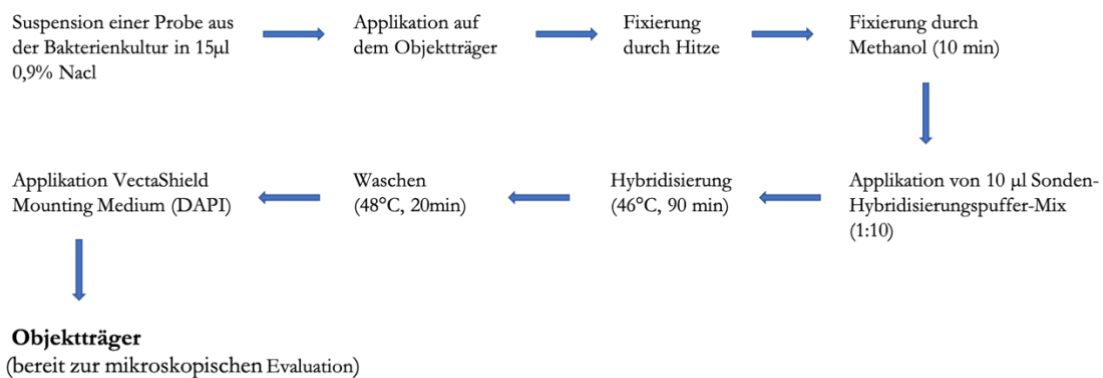 Suspension einer Probe aus
der Bakterienkultur in 15µl
0,9% Nacl
Applikation auf
dem Objektträger
Fixierung
durch Hitze
Fixierung durch
Methanol (10 min)
Applikation von 10 µl Sonden-
Hybridisierungspuffer-Mix
(1:10)
Hybridisierung
(46°C, 90 min)
Waschen
(48°C, 20min)
Applikation VectaShield
Mounting Medium (DAPI)
Objektträger
(bereit zur mikroskopischen Evaluation)